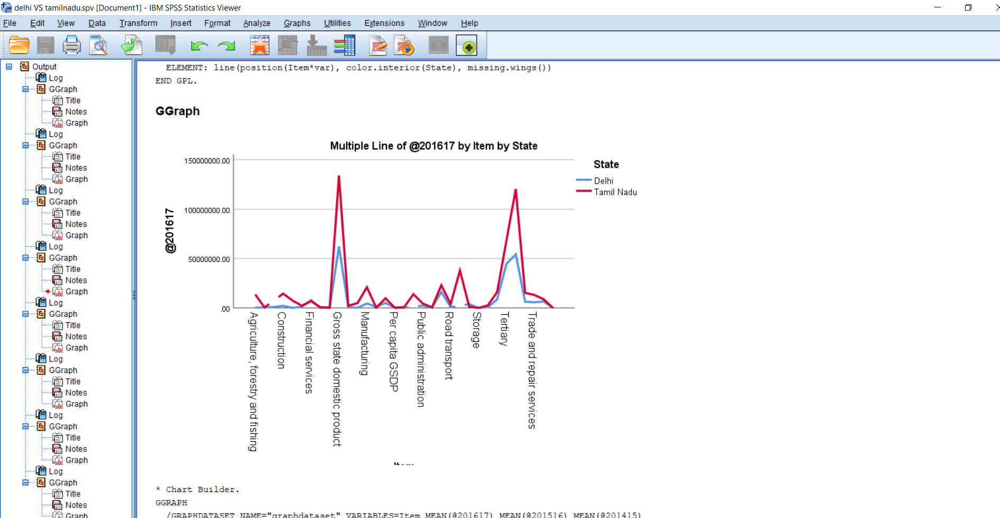 delhi VS tamilnadu.spv [Document1] - IBM SPSS Statistics Viewer
File Edit View Data Transform Insert Format Analyze Graphs Utilities Extensions Window Help
Output
Log
GGraph
Title
Notes
Graph
Log
GGraph
Title
Notes
Graph
Log
GGraph
Title
Notes
Graph
Log
GGraph
Title
Notes
Graph
Log
GGraph
Title
Notes
Graph
Log
GGraph
Title
Notes
Graph
Log
GGraph
Title
Notes
Graph
Log
GGraph
Title
Notes
Graph
ELEMENT: line(position(Item*var), color.interior(State), missing.wings())
END GPL.
GGraph
Multiple Line of @201617 by Item by State
@201617
150000000.00
100000000.00
50000000.00
.00
State
Delhi
Tamil Nadu
Agriculture, forestry and fishing
Construction
Financial services
Gross state domestic product
Manufacturing
Per capita GSDP
Public administration
Road transport
Storage
Tertiary
Trade and repair services
Item
* Chart Builder.
GGRAPH
/GRAPHDATASET NAME="graphdataset" VARIABLES=Item MEAN(@201617) MEAN(@201516) MEAN(@201415)